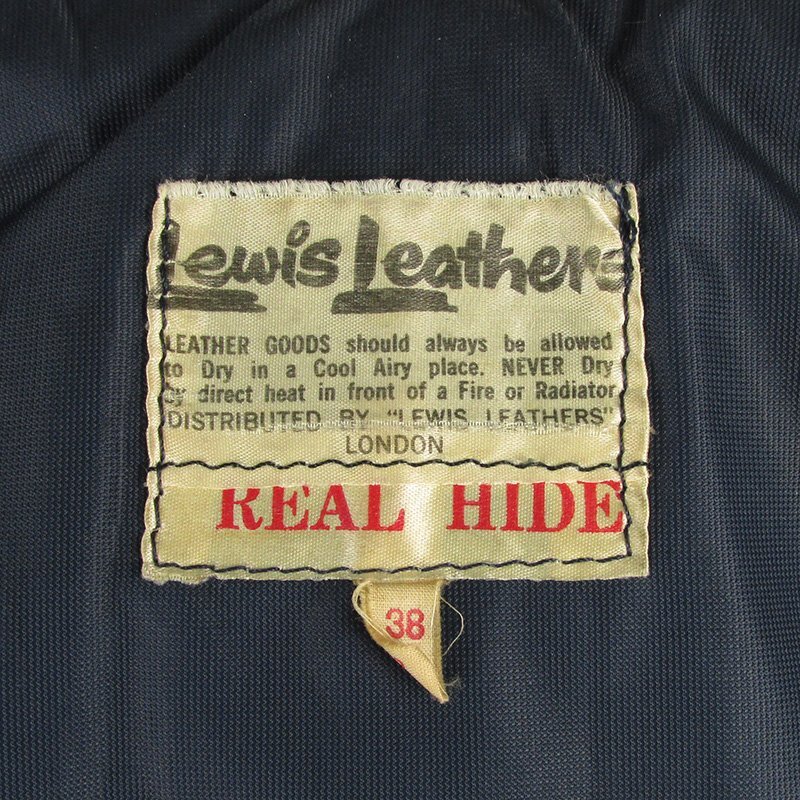 Lewis Leathers
LEATHER GOODS should always be allowed
to Dry in a Cool Airy place. NEVER Dry
by direct heat in front of a Fire or Radiator
DISTRIBUTED BY "LEWIS LEATHERS"
LONDON
REAL HIDE
38